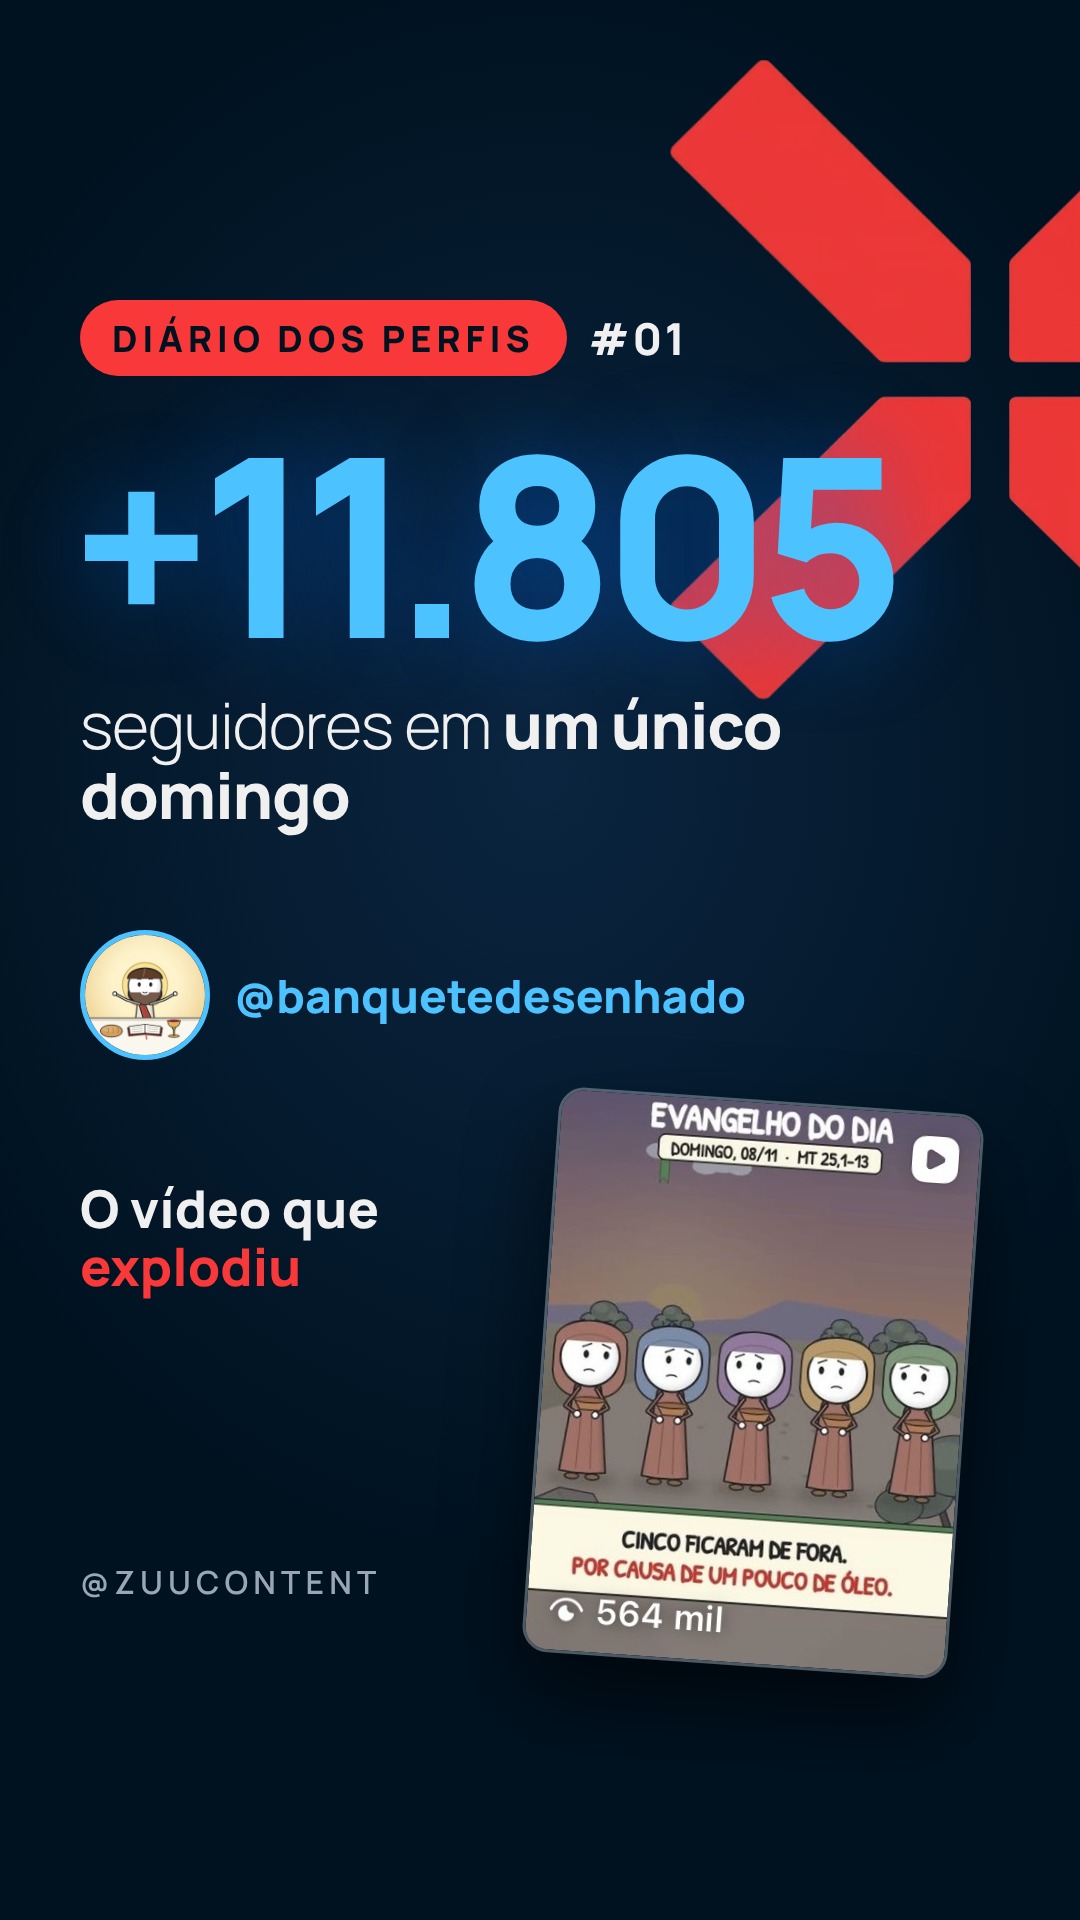 DIÁRIO DOS PERFIS #01
+11.805
seguidores em um único
domingo
@banquetedesenhado
EVANGELHO DO DIA
DOMINGO, 08/11 · MT 25,1-13
O vídeo que
explodiu
CINCO FICARAM DE FORA.
POR CAUSA DE UM POUCO DE ÓLEO.
564 mil
@ZUUCONTENT